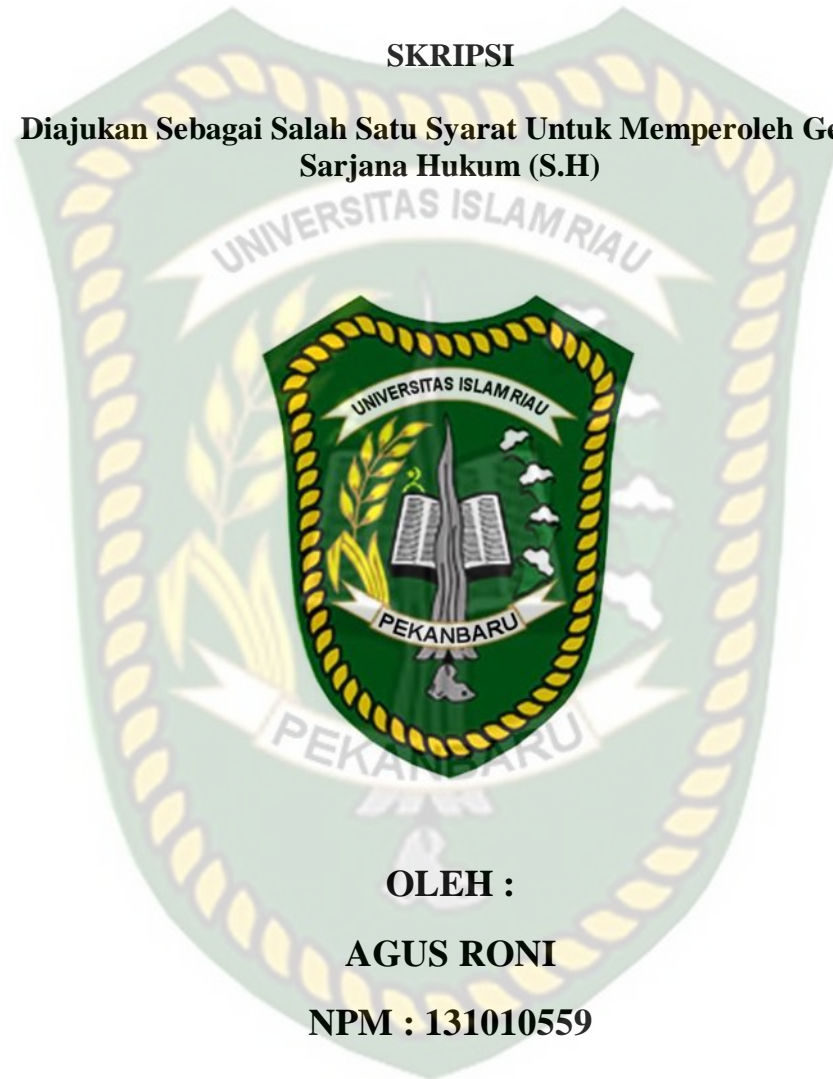 SKRIPSI
Diajukan Sebagai Salah Satu Syarat Untuk Memperoleh Ge
Sarjana Hukum (S.H)
UNIVERSITAS ISLAM RIAU
UNIVERSITAS ISLAM RIAU
PEKANBARU
PEKANBARU
OLEH :
AGUS RONI
NPM : 131010559